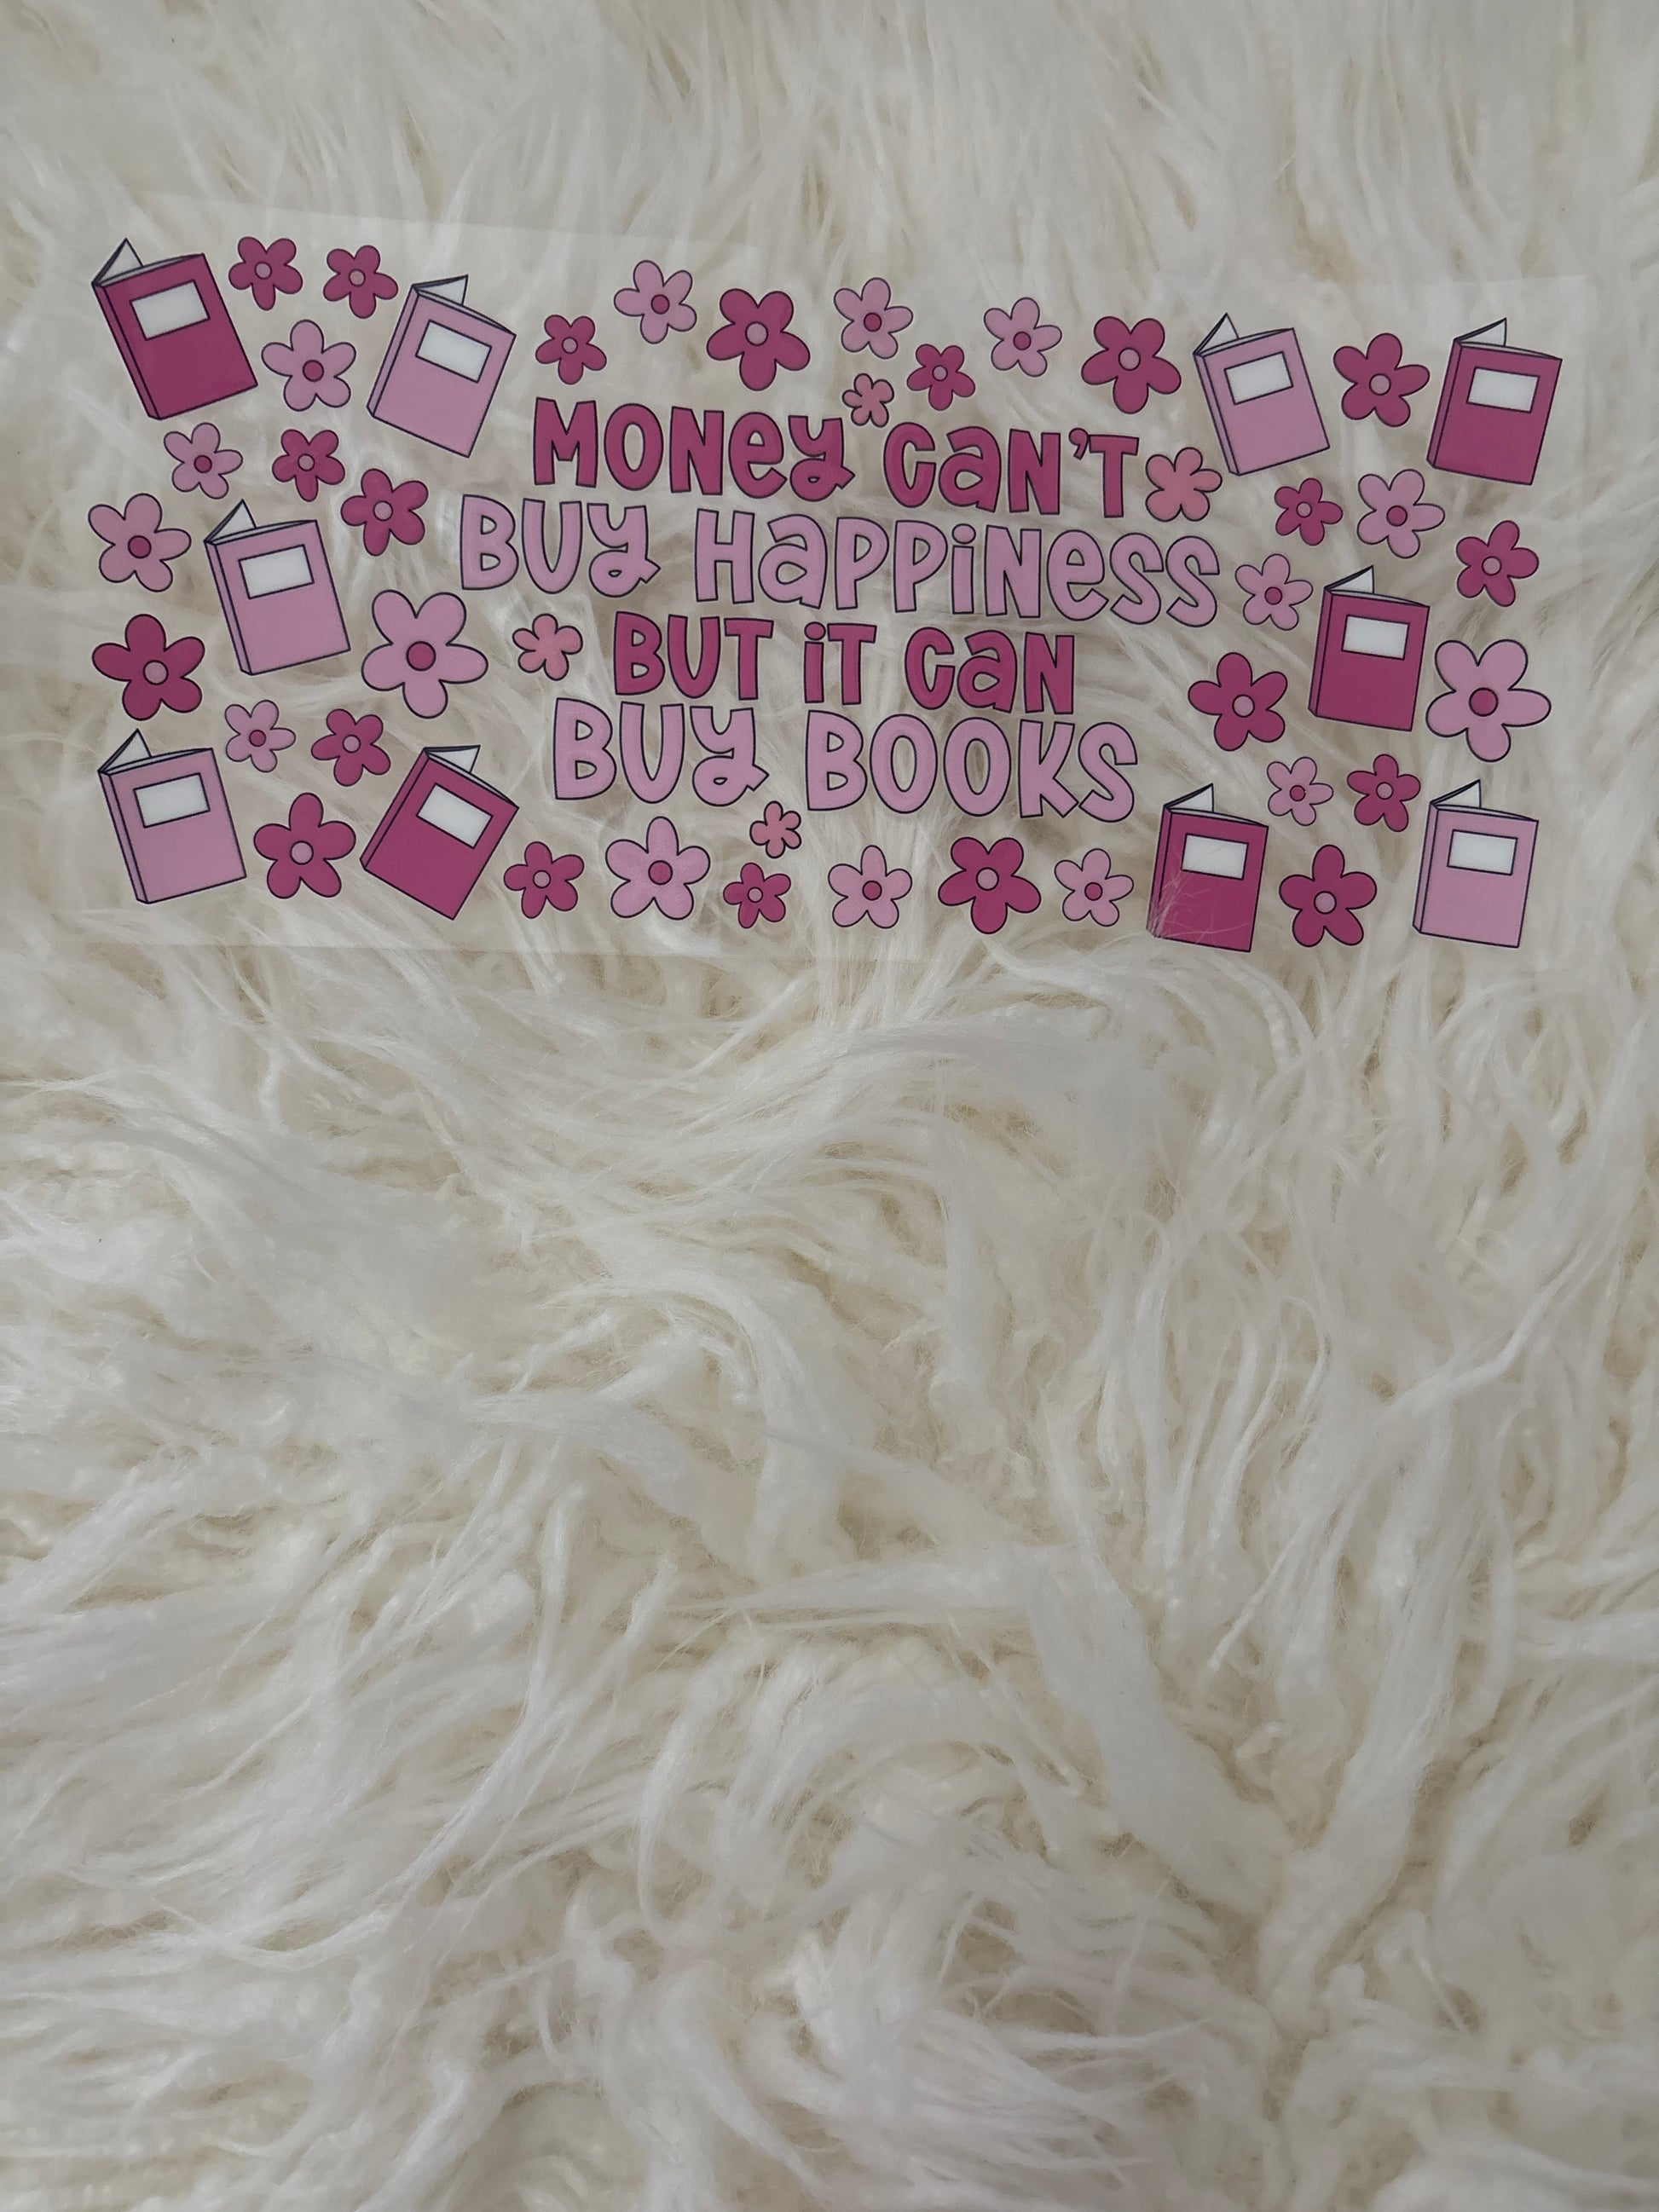 MONEY CAN'T
BUY HAPPINESS
BUT IT CAN
BUY BOOKS